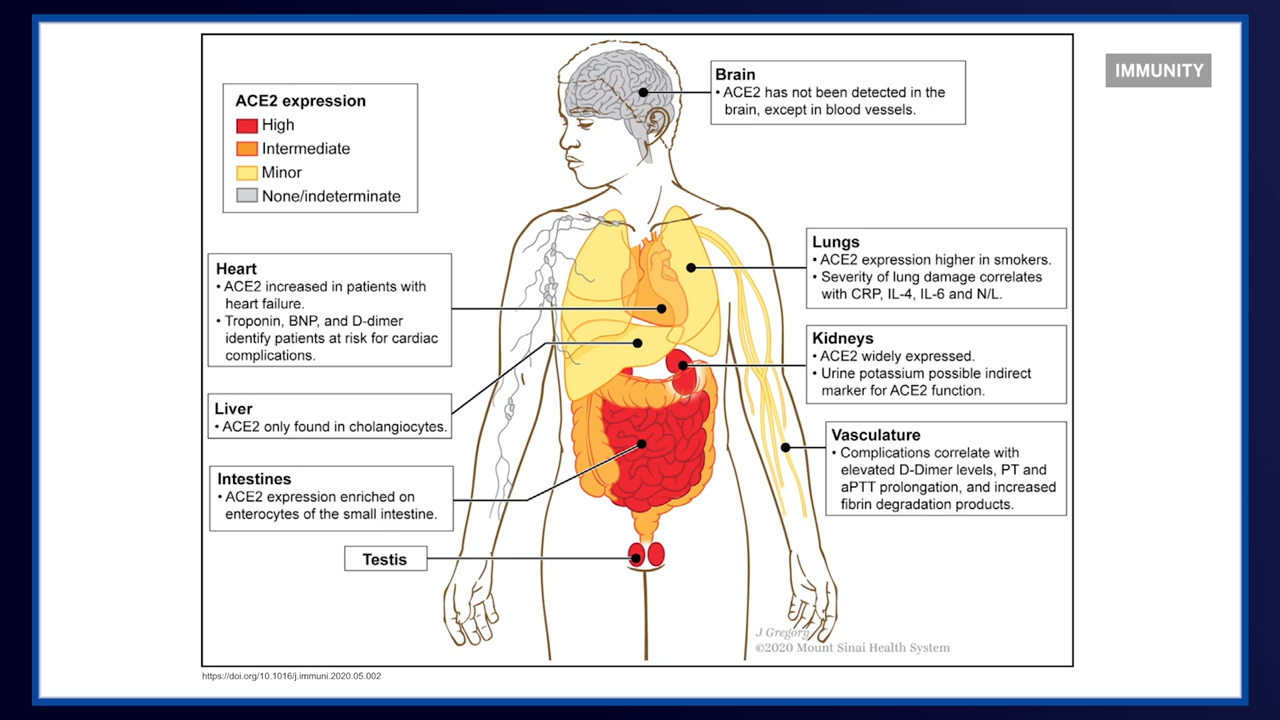 IMMUNITY
ACE2 expression
High
Intermediate
Minor
None/indeterminate
Brain
• ACE2 has not been detected in the
brain, except in blood vessels.
Heart
• ACE2 increased in patients with
heart failure.
• Troponin, BNP, and D-dimer
identify patients at risk for cardiac
complications.
Lungs
• ACE2 expression higher in smokers.
• Severity of lung damage correlates
with CRP, IL-4, IL-6 and N/L.
Kidneys
• ACE2 widely expressed.
• Urine potassium possible indirect
marker for ACE2 function.
Liver
• ACE2 only found in cholangiocytes.
Vasculature
• Complications correlate with
elevated D-Dimer levels, PT and
aPTT prolongation, and increased
fibrin degradation products.
Intestines
• ACE2 expression enriched on
enterocytes of the small intestine.
Testis
J Gregory
©2020 Mount Sinai Health System
https://doi.org/10.1016/j.immuni.2020.05.002